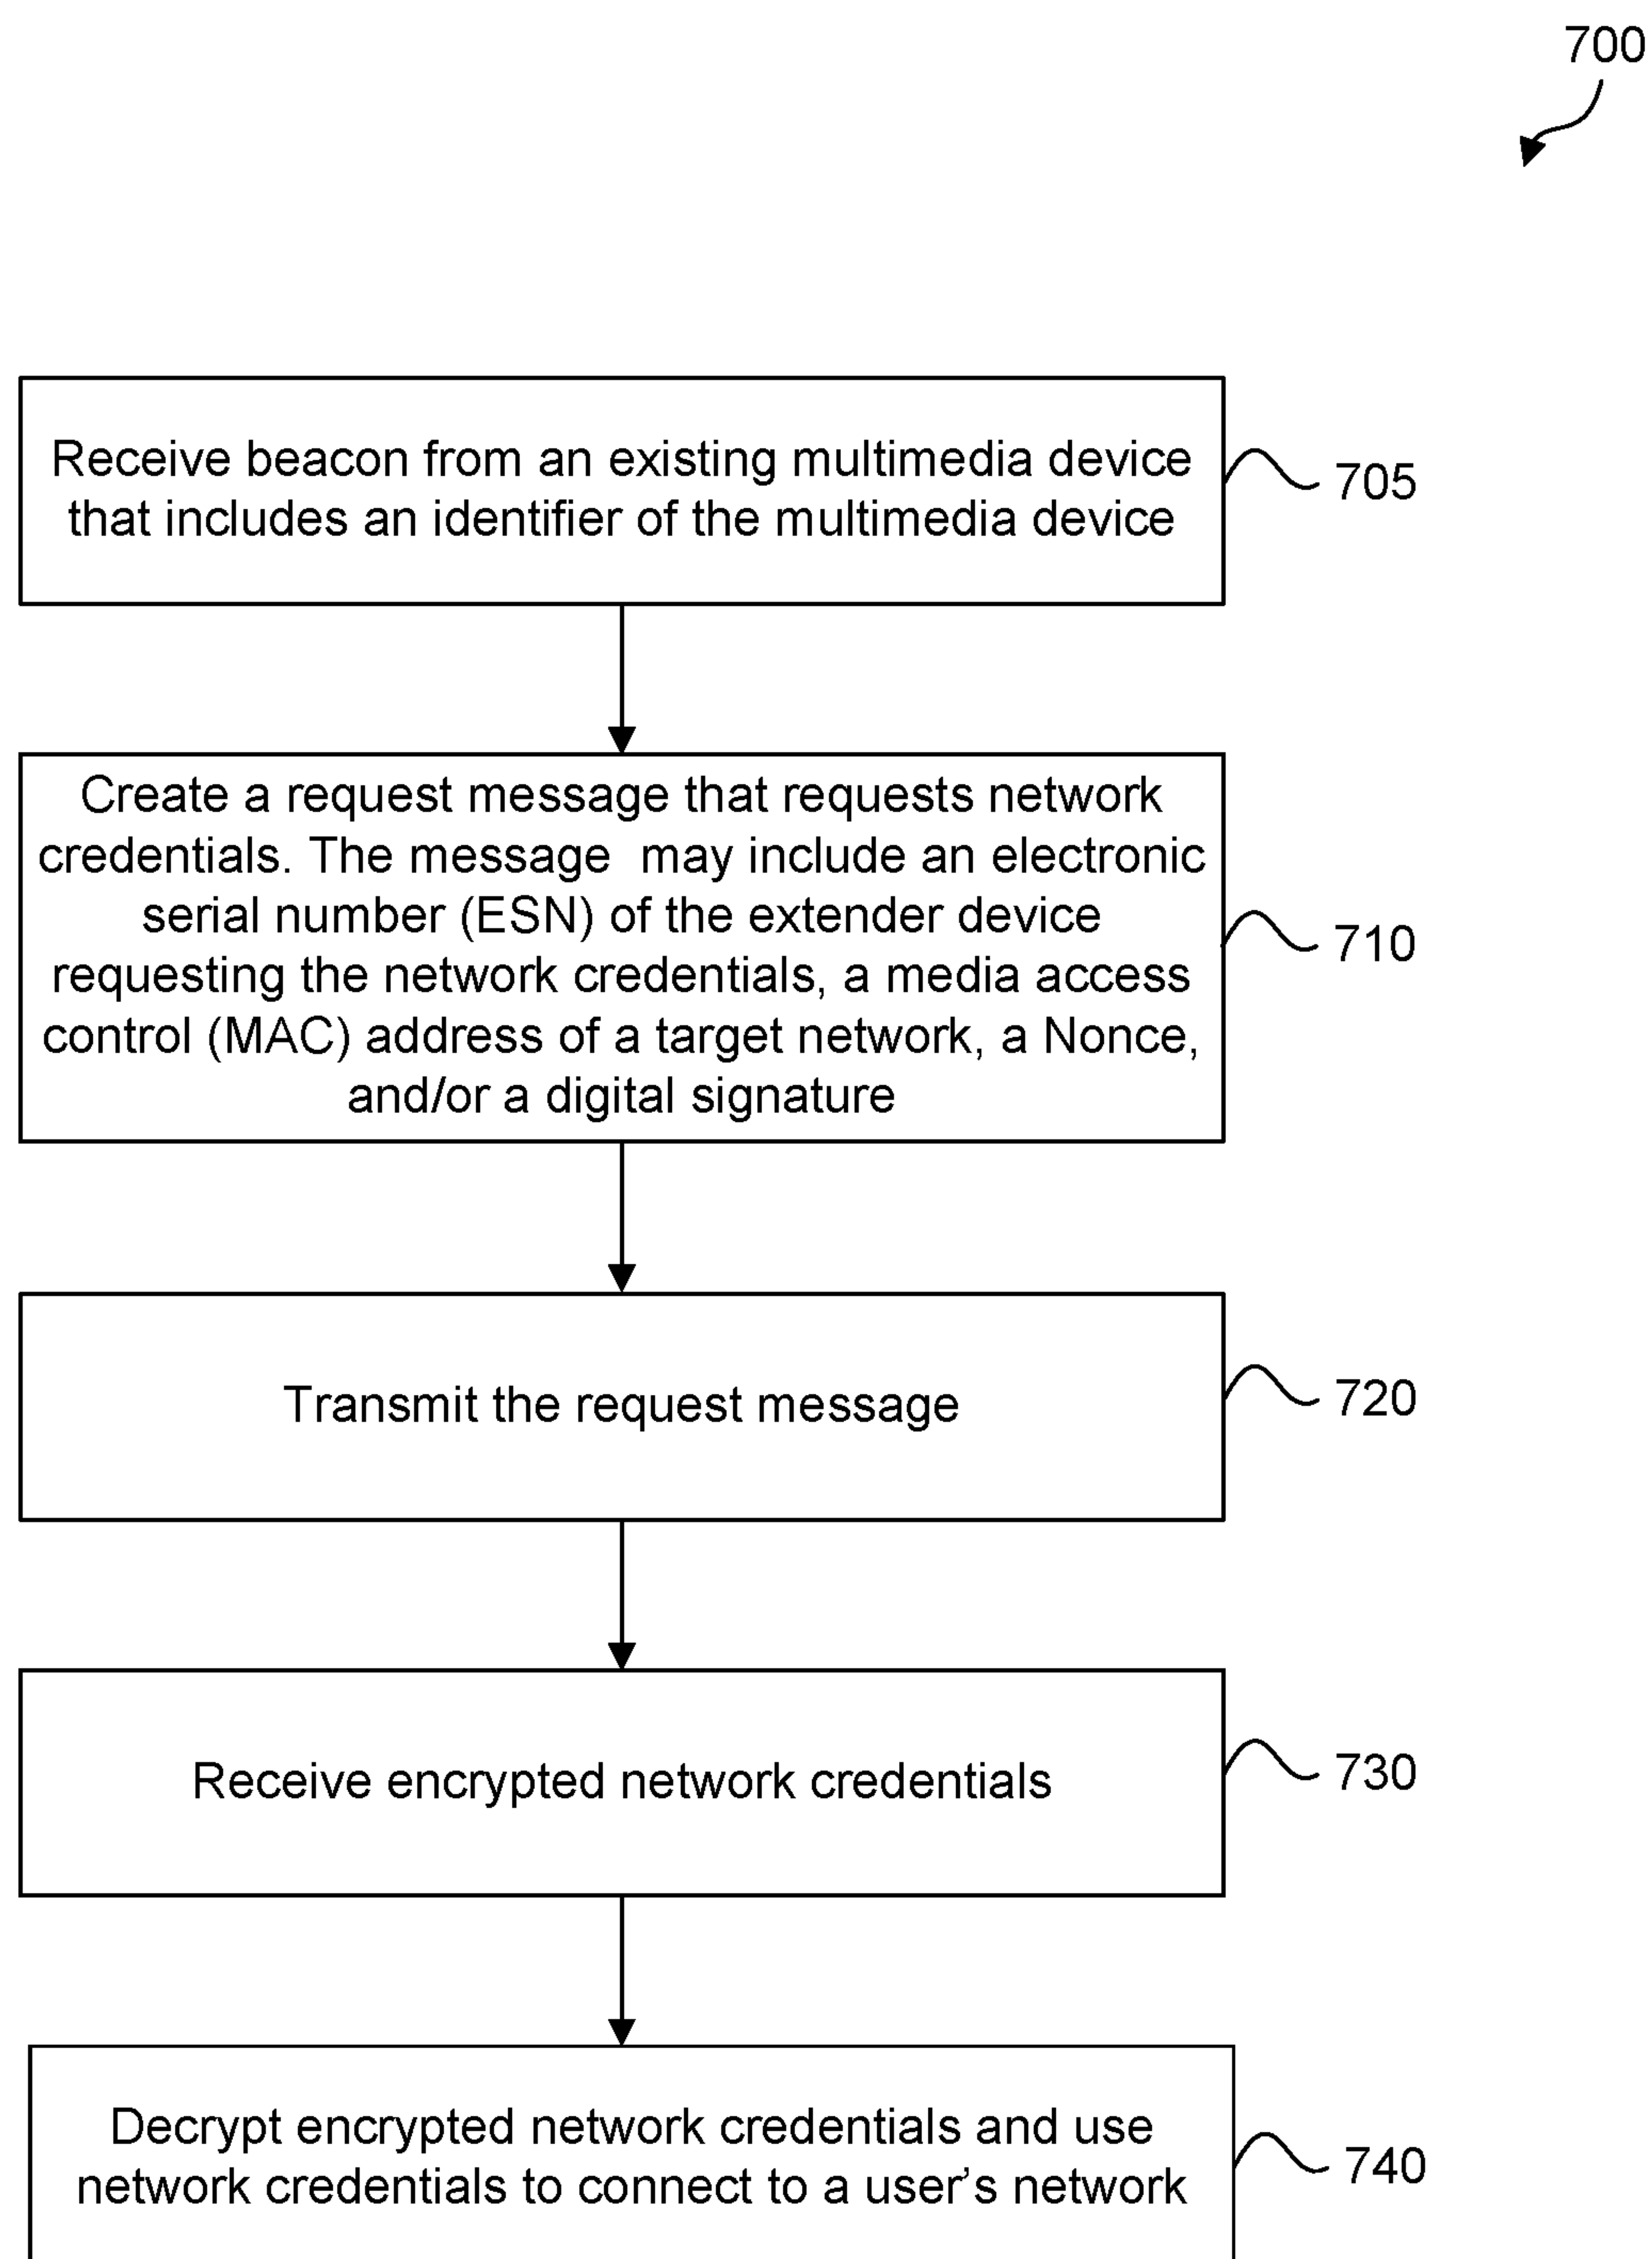 700
Receive beacon from an existing multimedia device
that includes an identifier of the multimedia device
705
Create a request message that requests network
credentials. The message  may include an electronic
serial number (ESN) of the extender device
requesting the network credentials, a media access
control (MAC) address of a target network, a Nonce,
and/or a digital signature
710
Transmit the request message
720
Receive encrypted network credentials
730
Decrypt encrypted network credentials and use
network credentials to connect to a user’s network
740